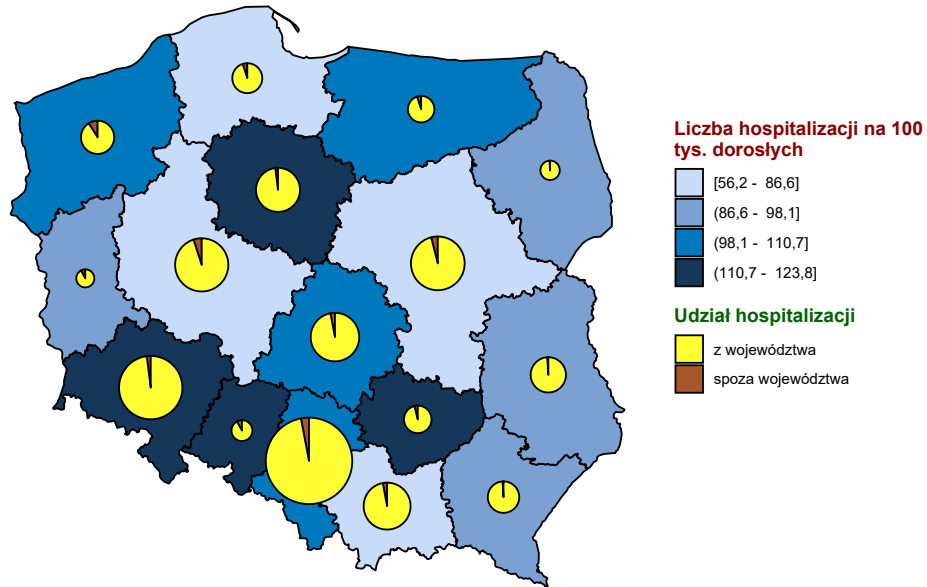 Liczba hospitalizacji na 100
tys. dorosłych
[56,2 - 86,6]
(86,6 - 98,1]
(98,1 - 110,7]
(110,7 - 123,8]
Udział hospitalizacji
z województwa
spoza województwa